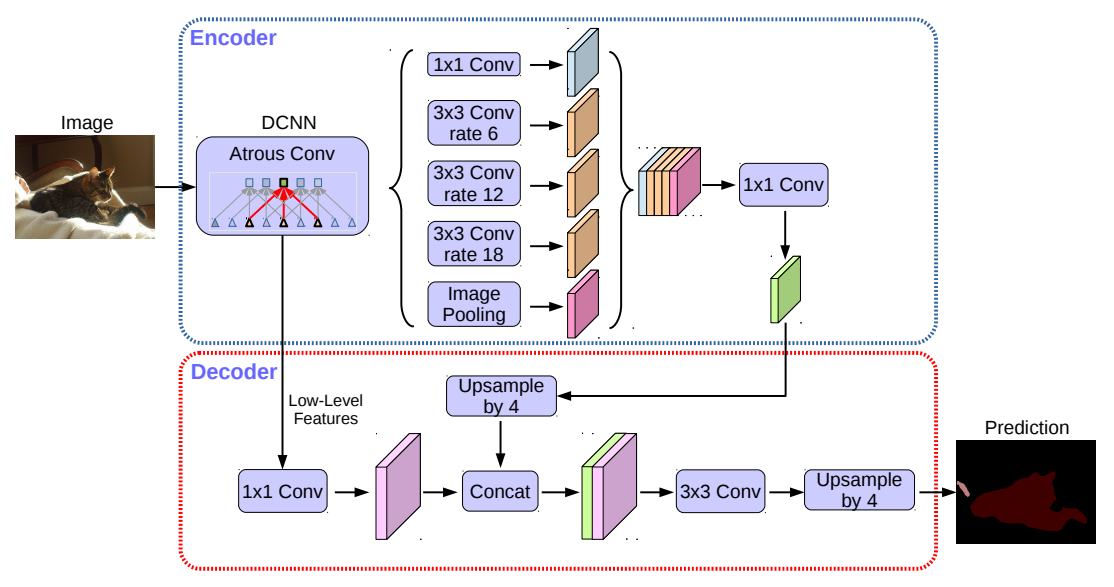 Encoder
Image
DCNN
Atrous Conv
1x1 Conv
3x3 Conv
rate 6
3x3 Conv
rate 12
3x3 Conv
rate 18
Image
Pooling
1x1 Conv
Decoder
Low-Level
Features
Upsample
by 4
1x1 Conv
Concat
3x3 Conv
Upsample
by 4
Prediction